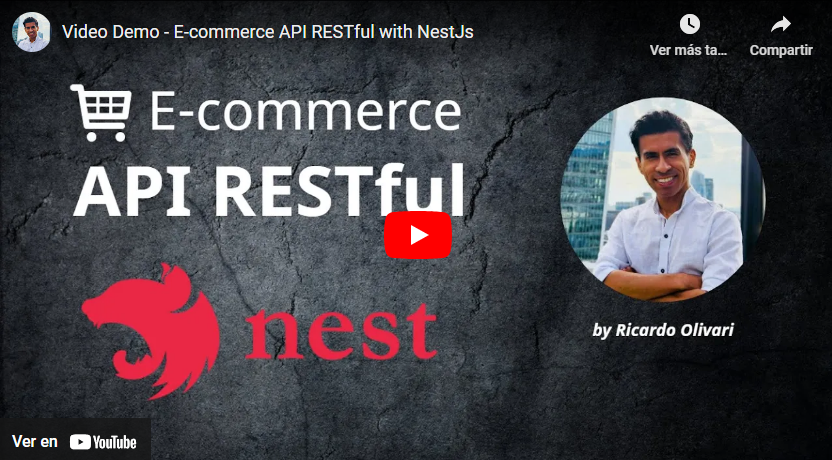 Video Demo - E-commerce API RESTful with NestJs
Ver más ta...
Compartir
E-commerce
API RESTful
nest
by Ricardo Olivari
Ver en YouTube